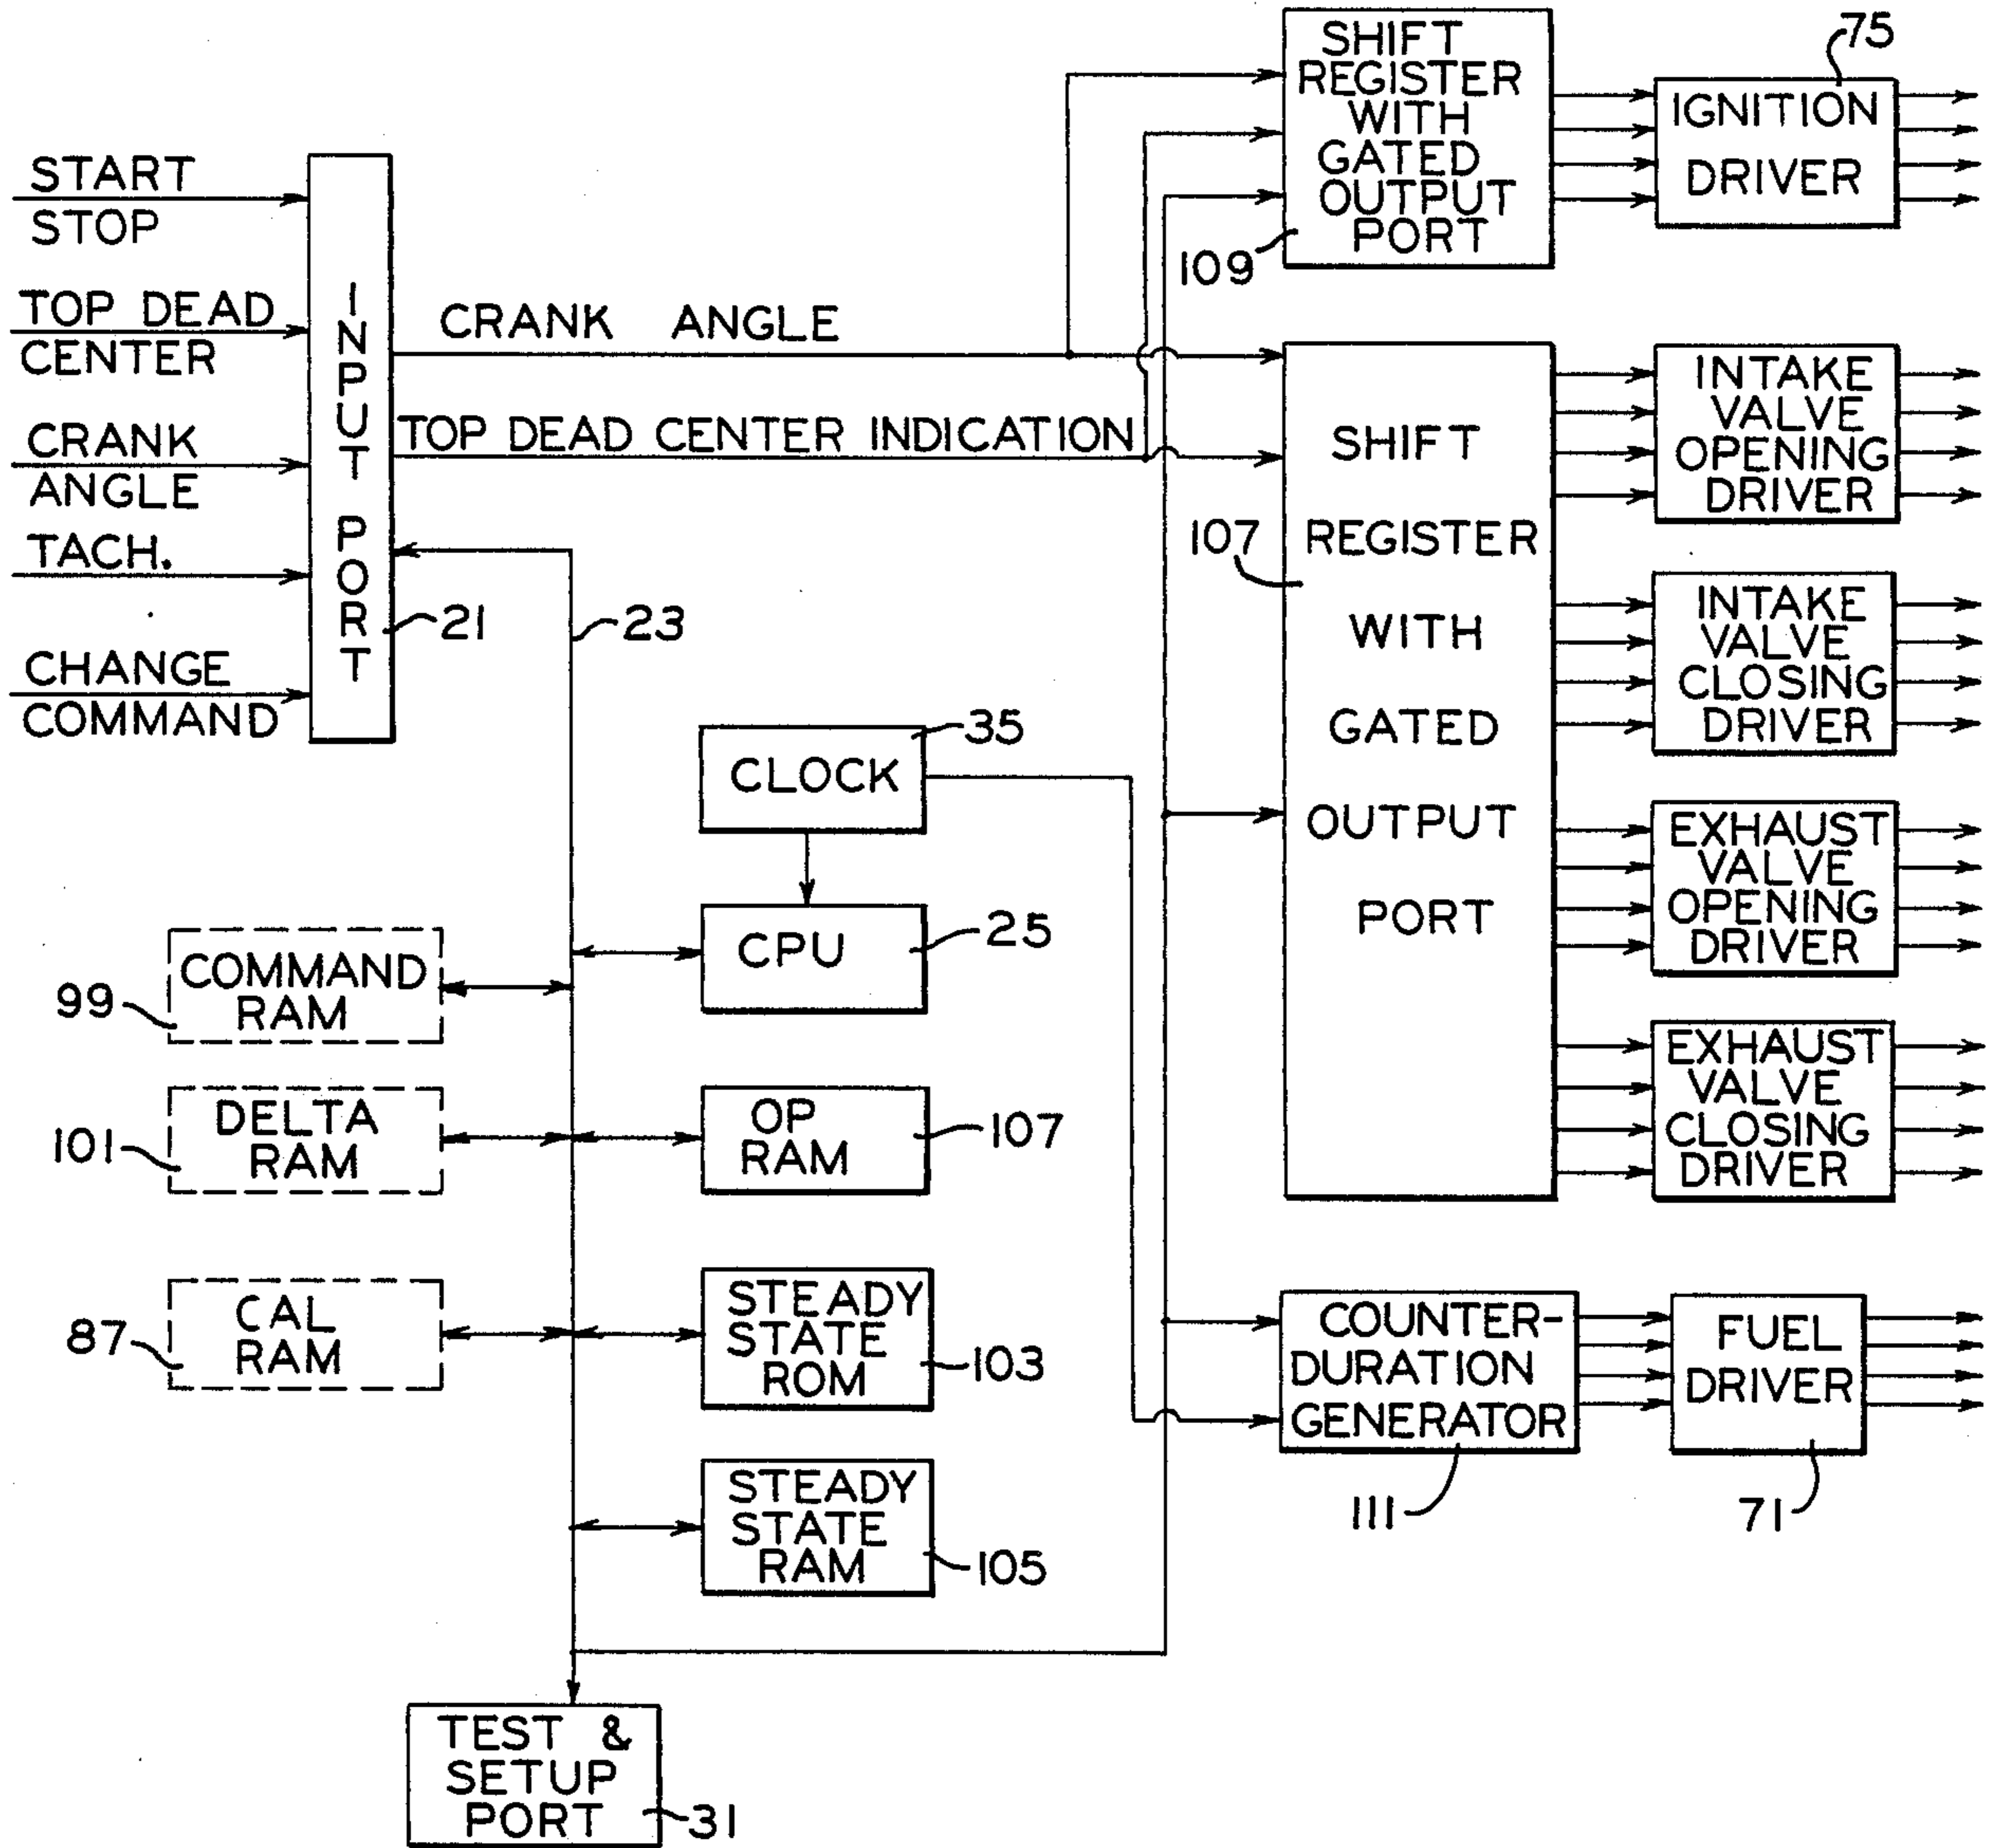 START
STOP
TOP DEAD
CENTER
CRANK
ANGLE
TACH.
CHANGE
COMMAND
INPUT PORT
21
23
CRANK ANGLE
TOP DEAD CENTER INDICATION
SHIFT
REGISTER
WITH
GATED
OUTPUT
PORT
109
75
IGNITION
DRIVER
SHIFT
REGISTER
WITH
GATED
OUTPUT
PORT
107
INTAKE
VALVE
OPENING
DRIVER
INTAKE
VALVE
CLOSING
DRIVER
EXHAUST
VALVE
OPENING
DRIVER
EXHAUST
VALVE
CLOSING
DRIVER
CLOCK
35
CPU
25
COMMAND
RAM
99
DELTA
RAM
101
OP
RAM
107
CAL
RAM
87
STEADY
STATE
ROM
103
STEADY
STATE
RAM
105
COUNTER-
DURATION
GENERATOR
111
FUEL
DRIVER
71
TEST &
SETUP
PORT
31